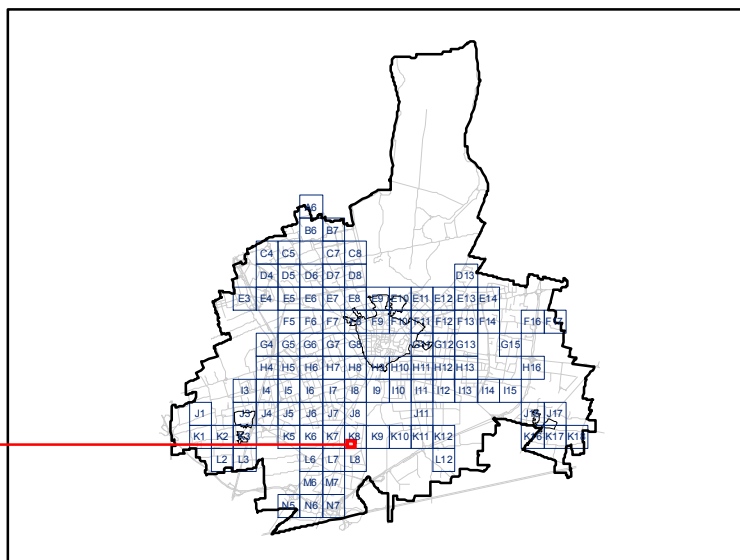 A6
B6 B7
C4 C5 C7 C8
D4 D5 D6 D7 D8 D13
E3 E4 E5 E6 E7 E8 E9 E10 E11 E12 E13 E14
F5 F6 F7 F8 F9 F10 F11 F12 F13 F14 F16 F17
G4 G5 G6 G7 G8 G12 G13 G15
H4 H5 H6 H7 H8 H9 H10 H11 H12 H13 H16
I3 I4 I5 I6 I7 I8 I9 I10 I11 I12 I13 I14 I15
J1 J3 J4 J5 J6 J7 J8 J11 J16 J17
K1 K2 K3 K5 K6 K7 K8 K9 K10 K11 K12 K16 K17 K18
L2 L3 L6 L7 L8 L12
M6 M7
N5 N6 N7